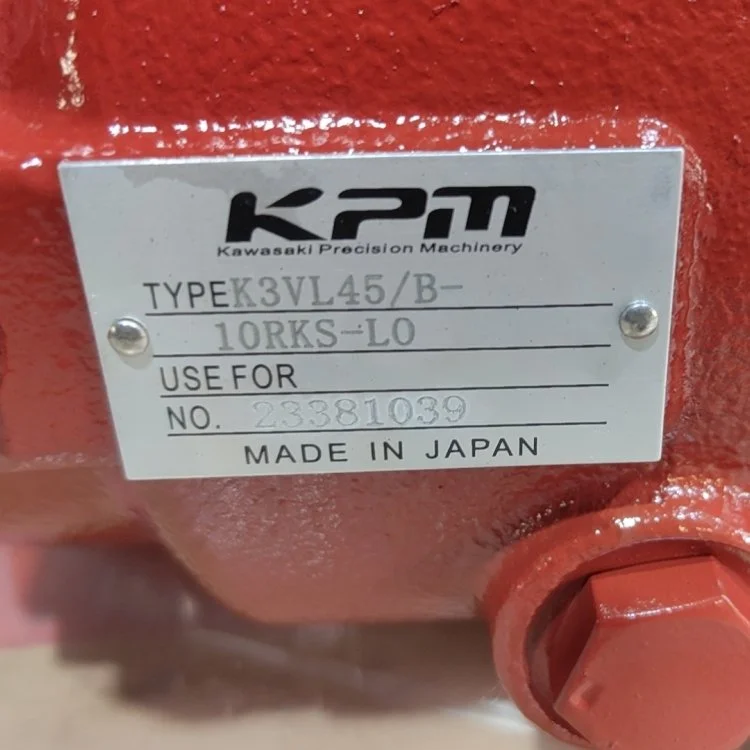 KPM
Kawasaki Precision Machinery
TYPE K3VL45/B-
10RKS-L0
USE FOR
NO. 23381039
MADE IN JAPAN